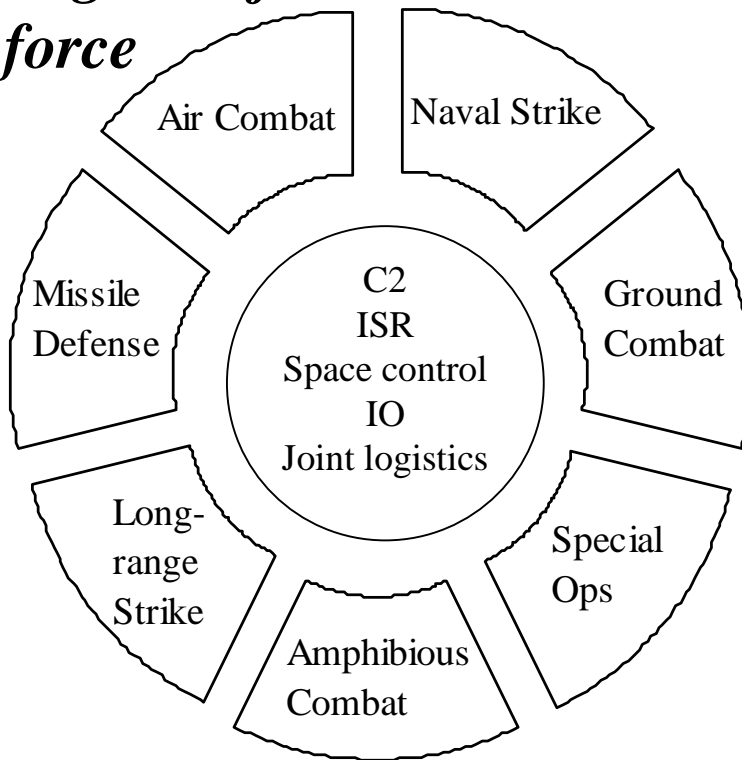 force
Air Combat
Naval Strike
Missile
Defense
C2
ISR
Space control
IO
Joint logistics
Ground
Combat
Long-
range
Strike
Special
Ops
Amphibious
Combat